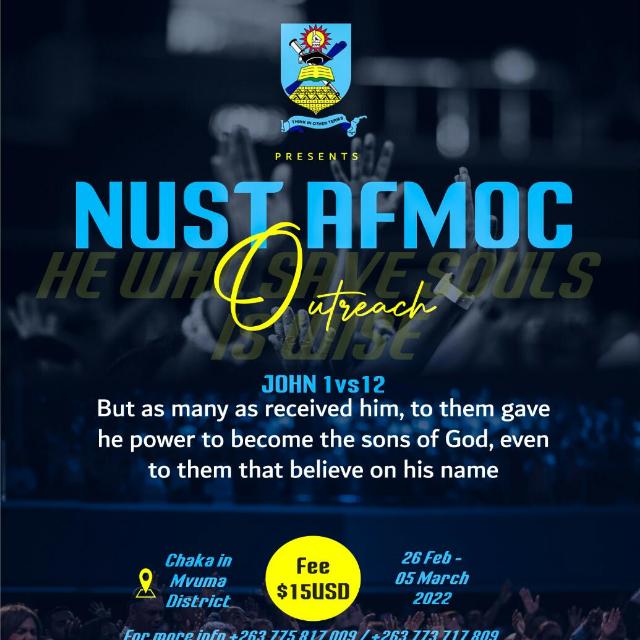 THINK IN OTHER TERMS
PRESENTS
NUST AFMOC
Outreach
HE WHO SAVE SOULS
IS WISE
JOHN 1vs12
But as many as received him, to them gave
he power to become the sons of God, even
to them that believe on his name
Chaka in
Mvuma
District
Fee
$15USD
26 Feb -
05 March
2022
For more info +263 775 817 009 / +263 773 717 809